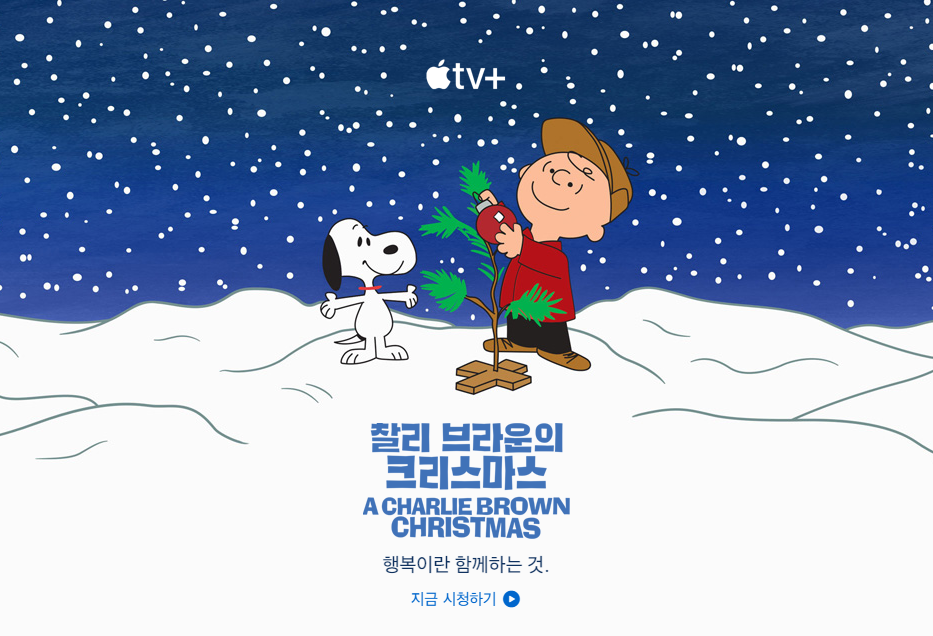 tv+
찰리 브라운의
크리스마스
A CHARLIE BROWN
CHRISTMAS
행복이란 함께하는 것.
지금 시청하기